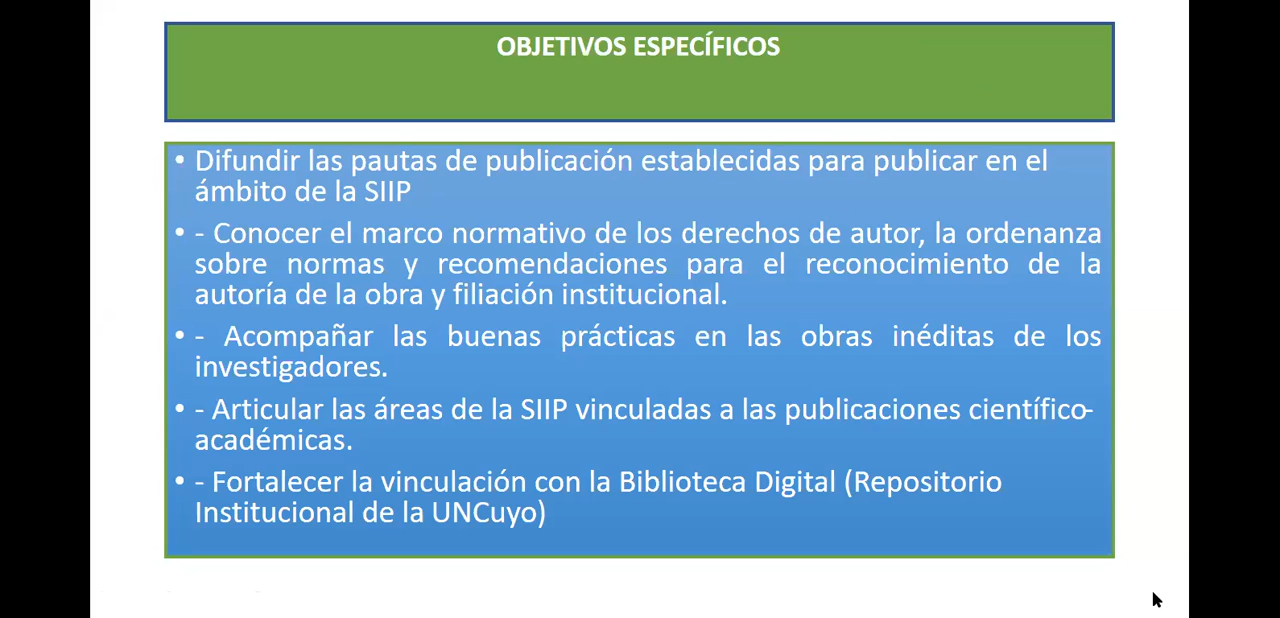 OBJETIVOS ESPECÍFICOS
• Difundir las pautas de publicación establecidas para publicar en el
ámbito de la SIIP
• - Conocer el marco normativo de los derechos de autor, la ordenanza
sobre normas y recomendaciones para el reconocimiento de la
autoría de la obra y filiación institucional.
• - Acompañar las buenas prácticas en las obras inéditas de los
investigadores.
• - Articular las áreas de la SIIP vinculadas a las publicaciones científico-
académicas.
• - Fortalecer la vinculación con la Biblioteca Digital (Repositorio
Institucional de la UNCuyo)